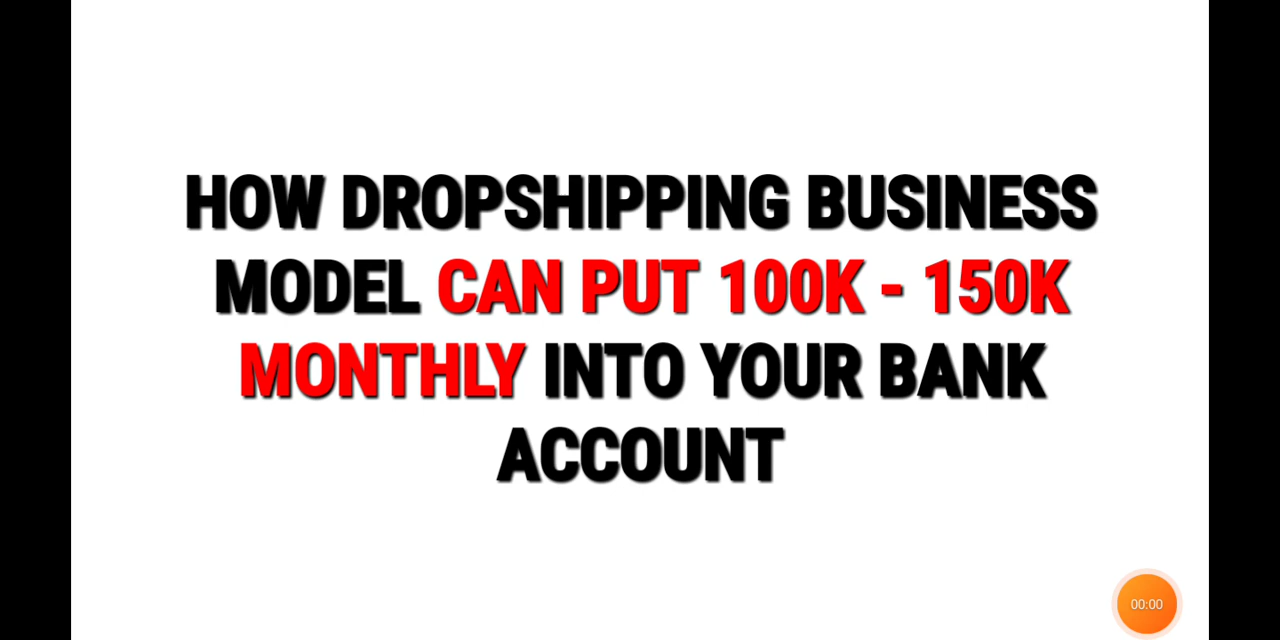 HOW DROPSHIPPING BUSINESS
MODEL CAN PUT 100K - 150K
MONTHLY INTO YOUR BANK
ACCOUNT
00:00